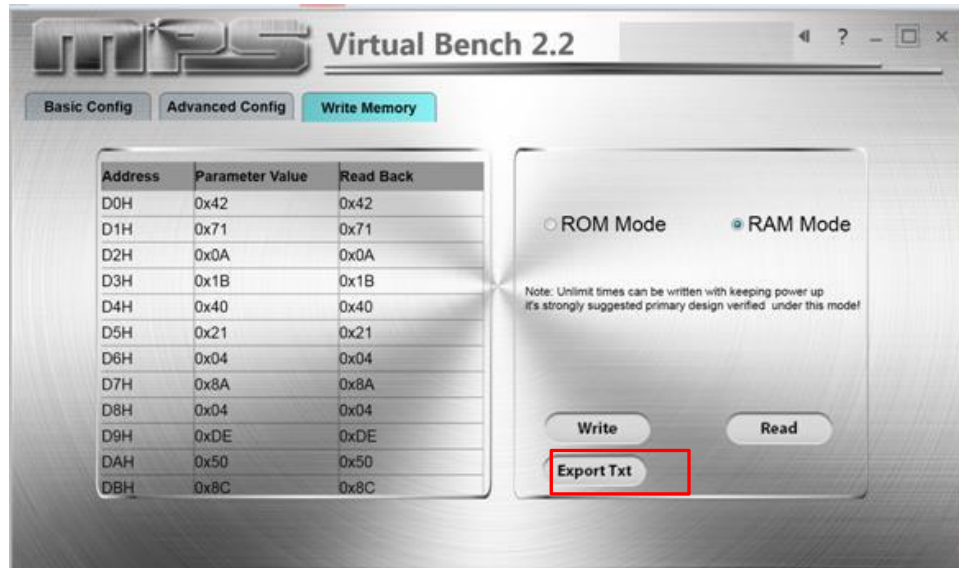 MPS Virtual Bench 2.2
?
Basic Config Advanced Config Write Memory
Address Parameter Value Read Back
D0H 0x42 0x42
D1H 0x71 0x71
D2H 0x0A 0x0A
D3H 0x1B 0x1B
D4H 0x40 0x40
D5H 0x21 0x21
D6H 0x04 0x04
D7H 0x8A 0x8A
D8H 0x04 0x04
D9H 0xDE 0xDE
DAH 0x50 0x50
DBH 0x8C 0x8C
ROM Mode RAM Mode
Note: Unlimit times can be written with keeping power up
it's strongly suggested primary design verified under this mode!
Write Read
Export Txt